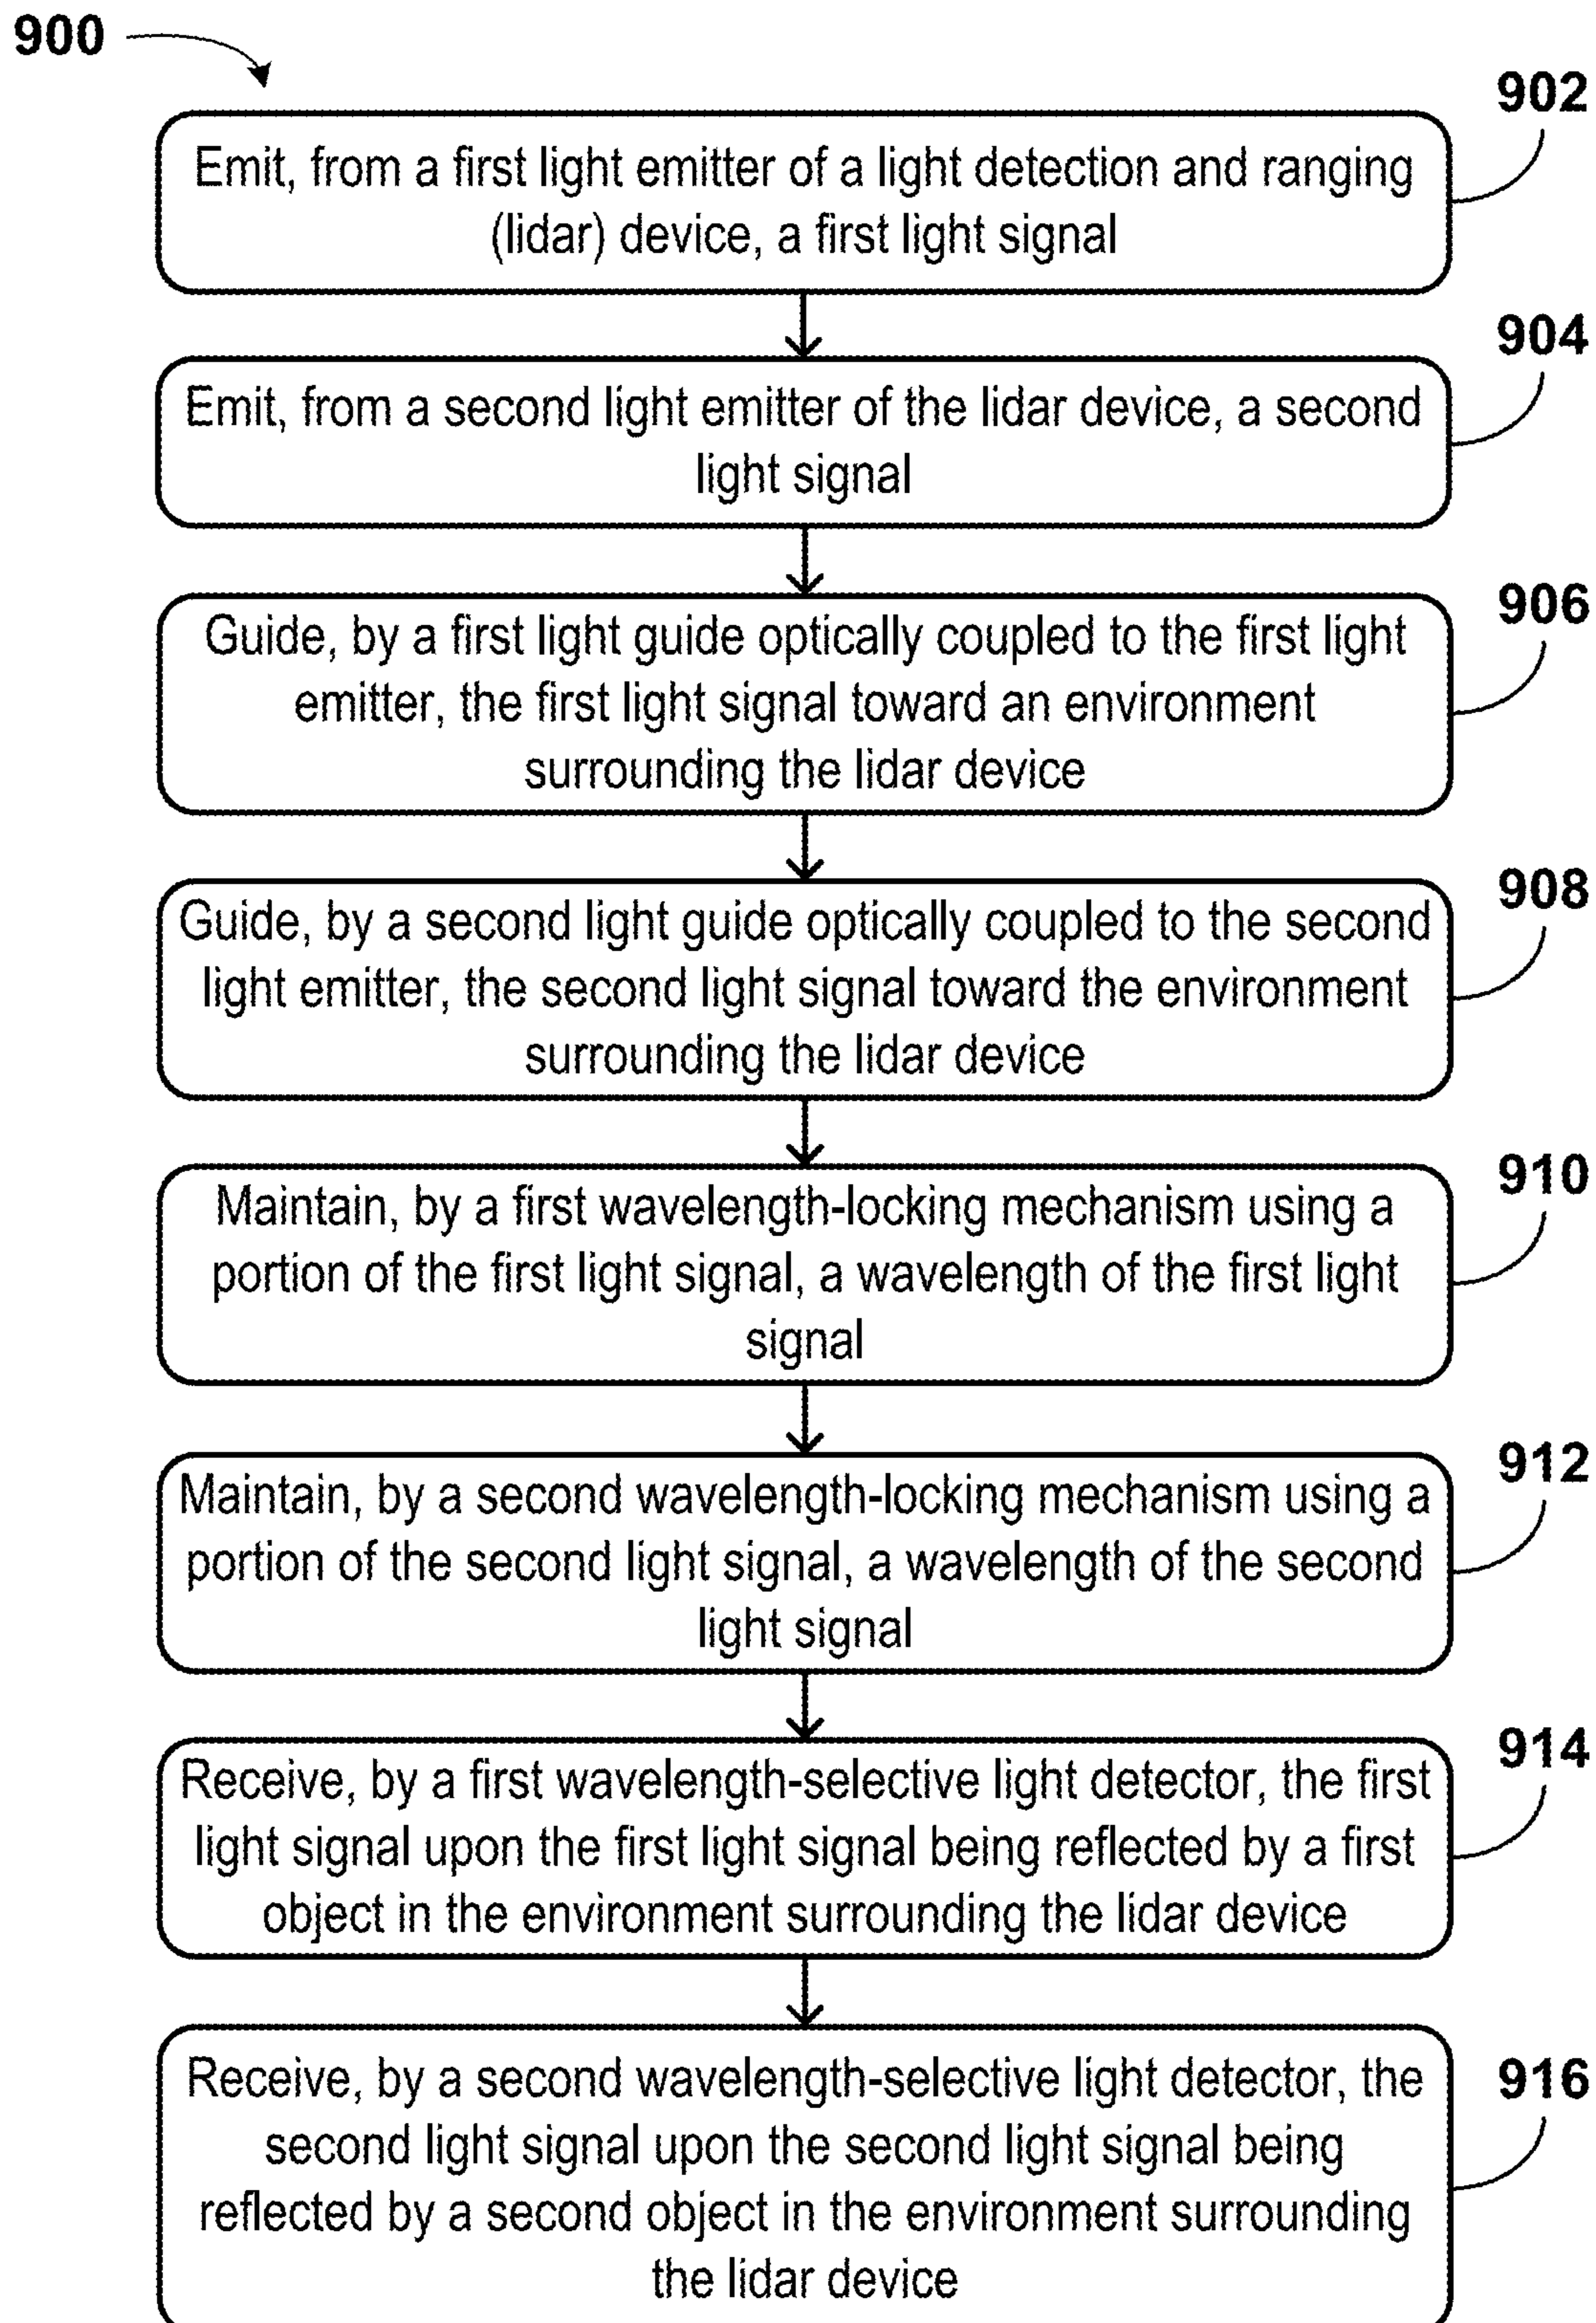 900
902
Emit, from a first light emitter of a light detection and ranging
(lidar) device, a first light signal
904
Emit, from a second light emitter of the lidar device, a second
light signal
906
Guide, by a first light guide optically coupled to the first light
emitter, the first light signal toward an environment
surrounding the lidar device
908
Guide, by a second light guide optically coupled to the second
light emitter, the second light signal toward the environment
surrounding the lidar device
910
Maintain, by a first wavelength-locking mechanism using a
portion of the first light signal, a wavelength of the first light
signal
912
Maintain, by a second wavelength-locking mechanism using a
portion of the second light signal, a wavelength of the second
light signal
914
Receive, by a first wavelength-selective light detector, the first
light signal upon the first light signal being reflected by a first
object in the environment surrounding the lidar device
916
Receive, by a second wavelength-selective light detector, the
second light signal upon the second light signal being
reflected by a second object in the environment surrounding
the lidar device